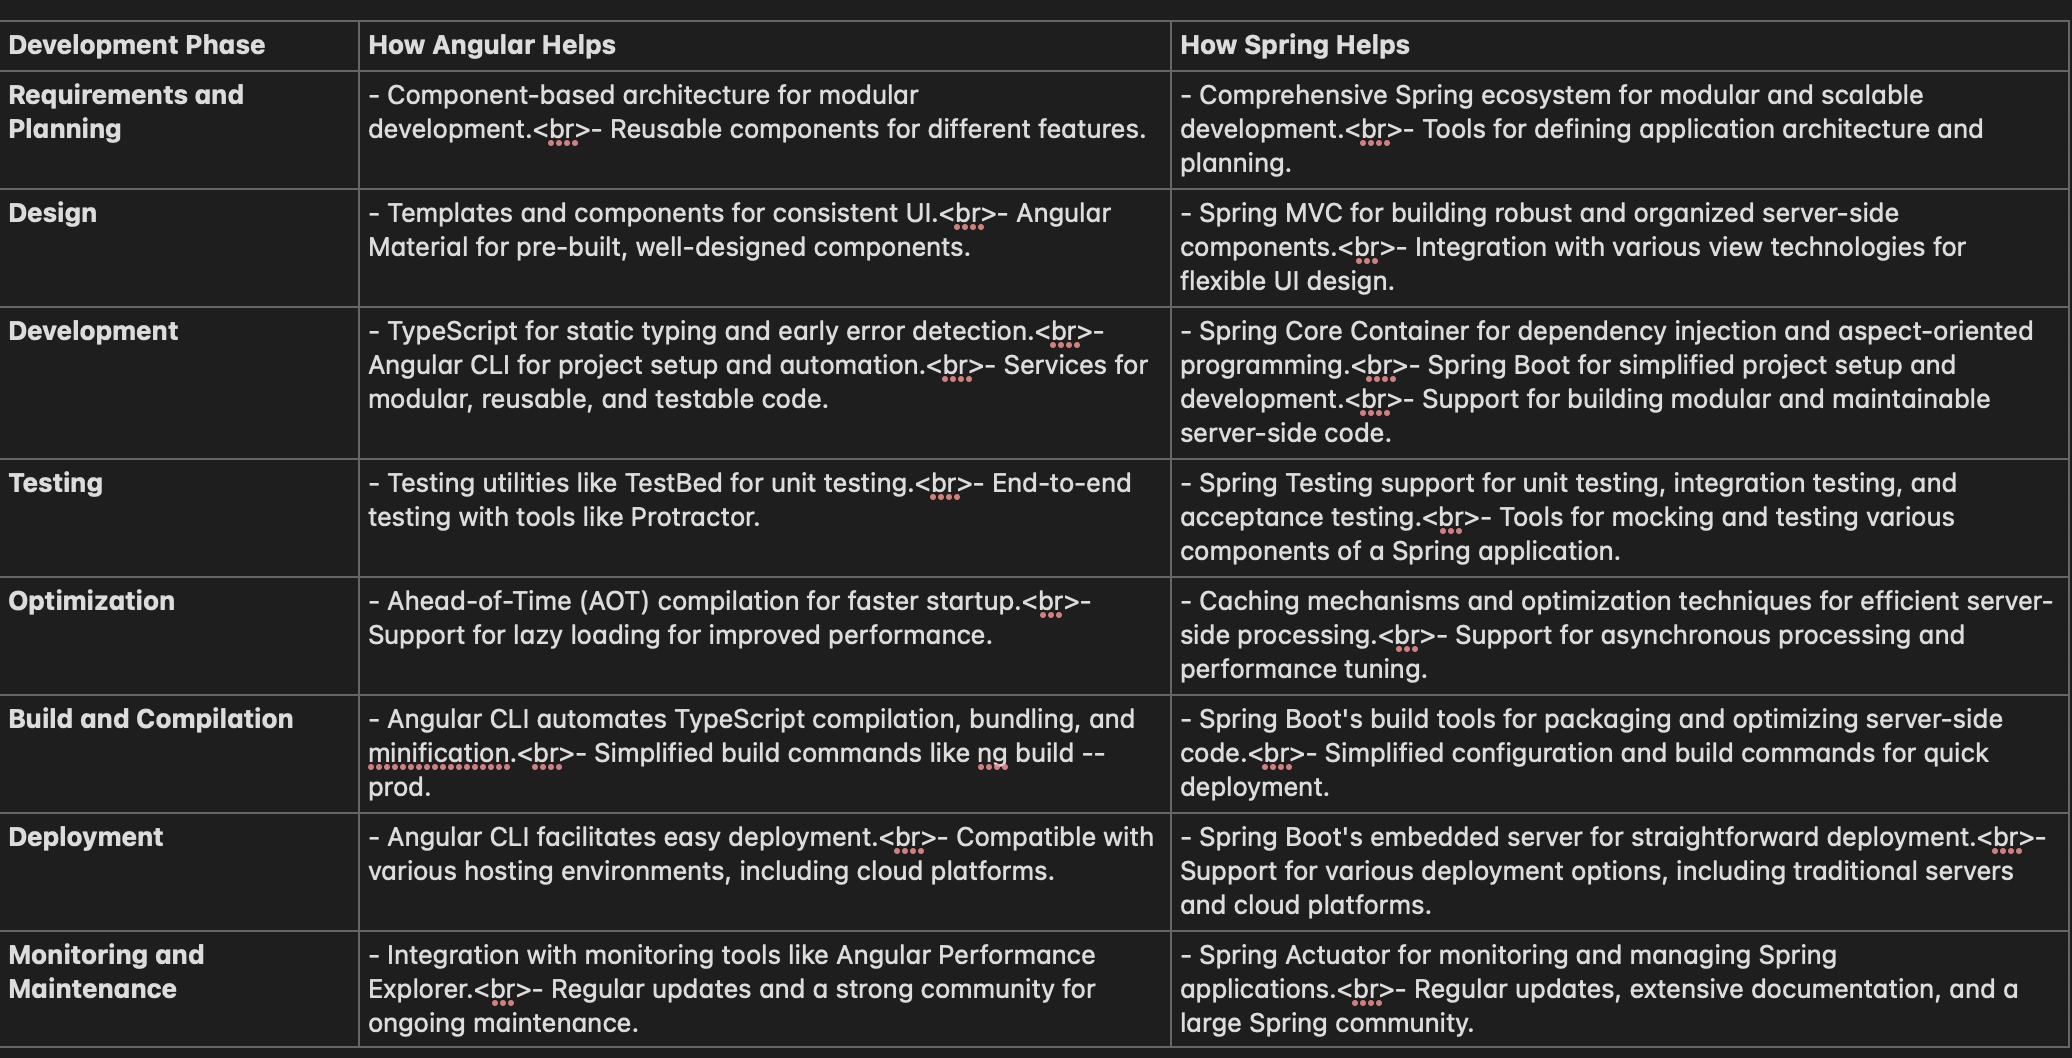 Development Phase
How Angular Helps
How Spring Helps
Requirements and
Planning
- Component-based architecture for modular
development.<br>- Reusable components for different features.
- Comprehensive Spring ecosystem for modular and scalable
development.<br>- Tools for defining application architecture and
planning.
Design
- Templates and components for consistent UI.<br>- Angular
Material for pre-built, well-designed components.
- Spring MVC for building robust and organized server-side
components.<br>- Integration with various view technologies for
flexible UI design.
Development
- TypeScript for static typing and early error detection.<br>-
Angular CLI for project setup and automation.<br>- Services for
modular, reusable, and testable code.
- Spring Core Container for dependency injection and aspect-oriented
programming.<br>- Spring Boot for simplified project setup and
development.<br>- Support for building modular and maintainable
server-side code.
Testing
- Testing utilities like TestBed for unit testing.<br>- End-to-end
testing with tools like Protractor.
- Spring Testing support for unit testing, integration testing, and
acceptance testing.<br>- Tools for mocking and testing various
components of a Spring application.
Optimization
- Ahead-of-Time (AOT) compilation for faster startup.<br>-
Support for lazy loading for improved performance.
- Caching mechanisms and optimization techniques for efficient server-
side processing.<br>- Support for asynchronous processing and
performance tuning.
Build and Compilation
- Angular CLI automates TypeScript compilation, bundling, and
minification.<br>- Simplified build commands like ng build --
prod.
- Spring Boot's build tools for packaging and optimizing server-side
code.<br>- Simplified configuration and build commands for quick
deployment.
Deployment
- Angular CLI facilitates easy deployment.<br>- Compatible with
various hosting environments, including cloud platforms.
- Spring Boot's embedded server for straightforward deployment.<br>-
Support for various deployment options, including traditional servers
and cloud platforms.
Monitoring and
Maintenance
- Integration with monitoring tools like Angular Performance
Explorer.<br>- Regular updates and a strong community for
ongoing maintenance.
- Spring Actuator for monitoring and managing Spring
applications.<br>- Regular updates, extensive documentation, and a
large Spring community.